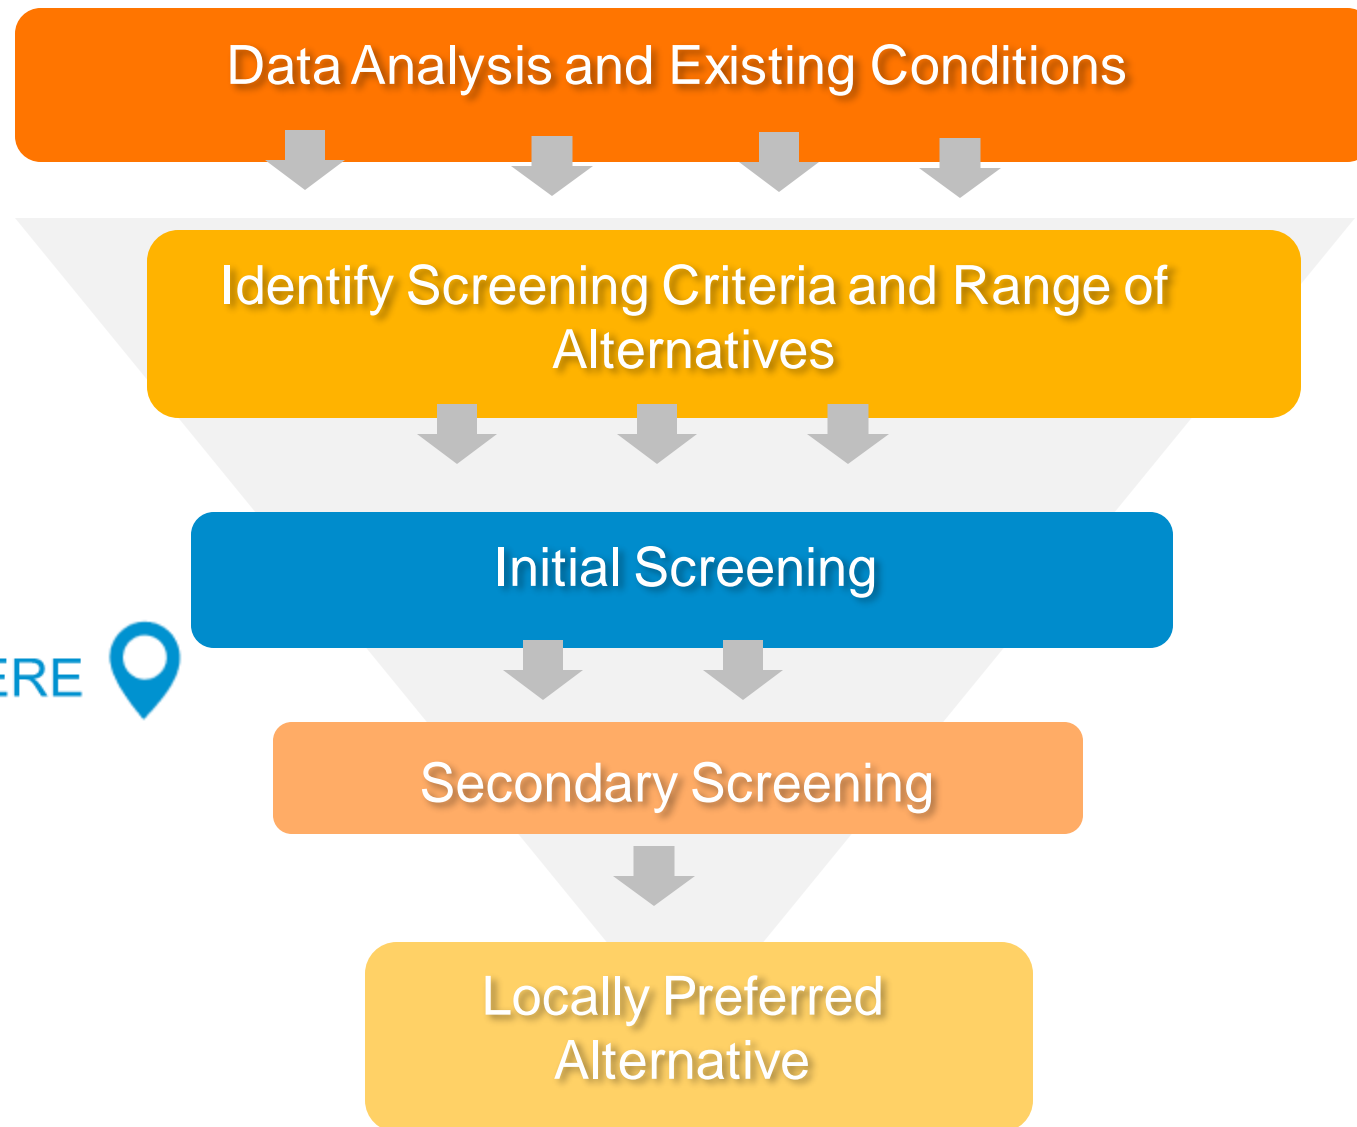 Data Analysis and Existing Conditions
Identify Screening Criteria and Range of
Alternatives
Initial Screening
ERE
Secondary Screening
Locally Preferred
Alternative